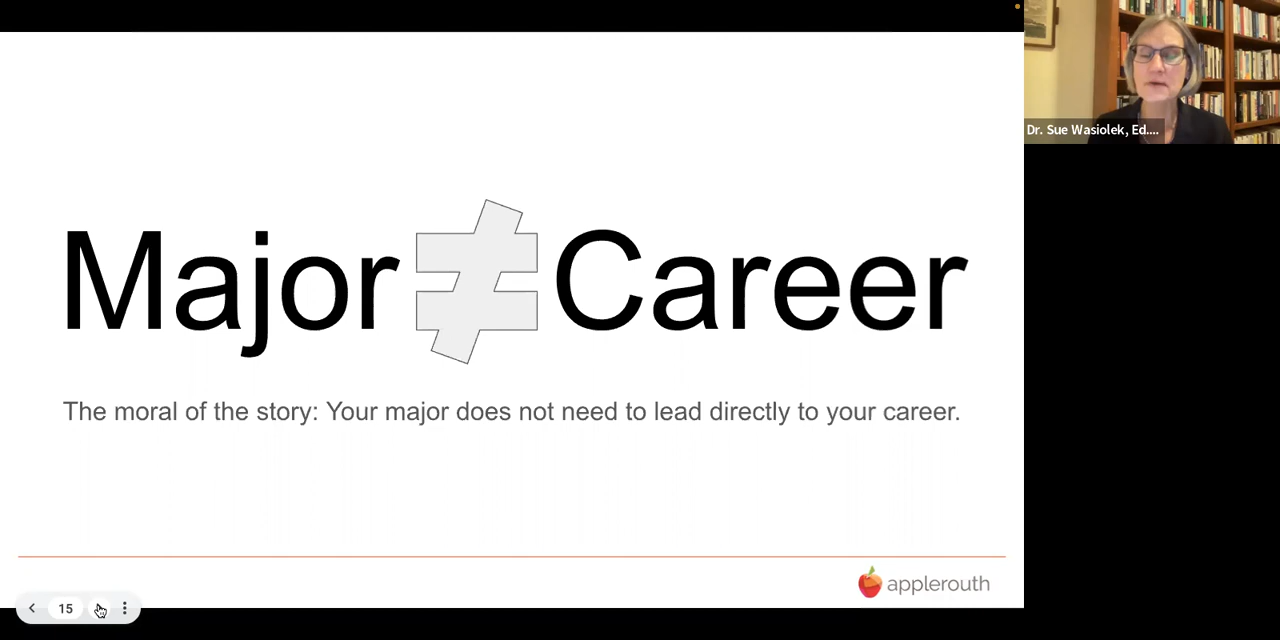 Dr. Sue Wasiolek, Ed....
Major ≠ Career
The moral of the story: Your major does not need to lead directly to your career.
applerouth
15